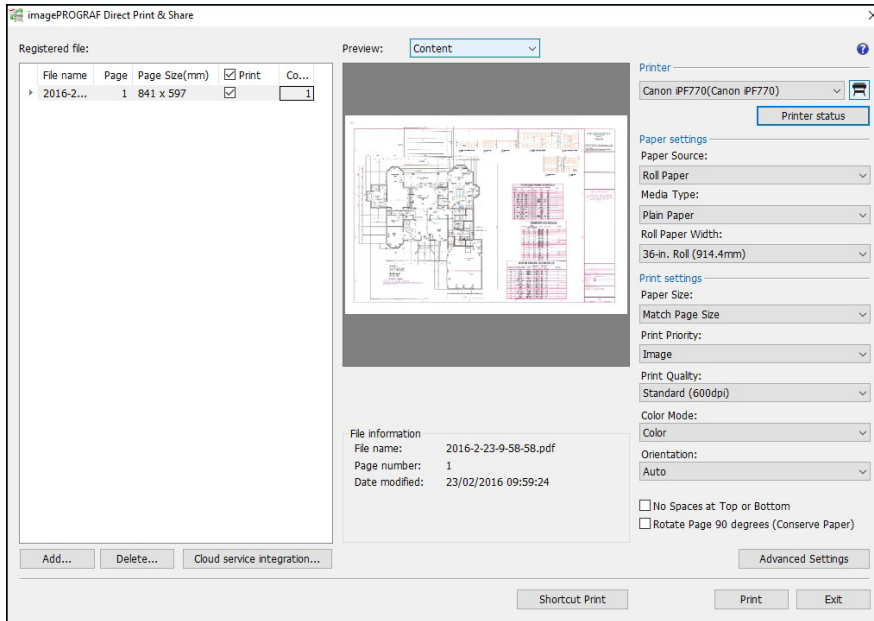 imagePROGRAF Direct Print & Share
Registered file:
File name Page Page Size(mm) Print Co...
2016-2... 1 841 x 597 1
Add... Delete... Cloud service integration...
Preview: Content
File information
File name: 2016-2-23-9-58-58.pdf
Page number: 1
Date modified: 23/02/2016 09:59:24
Printer
Canon iPF770(Canon iPF770)
Printer status
Paper settings
Paper Source:
Roll Paper
Media Type:
Plain Paper
Roll Paper Width:
36-in. Roll (914.4mm)
Print settings
Paper Size:
Match Page Size
Print Priority:
Image
Print Quality:
Standard (600dpi)
Color Mode:
Color
Orientation:
Auto
No Spaces at Top or Bottom
Rotate Page 90 degrees (Conserve Paper)
Advanced Settings
Shortcut Print Print Exit